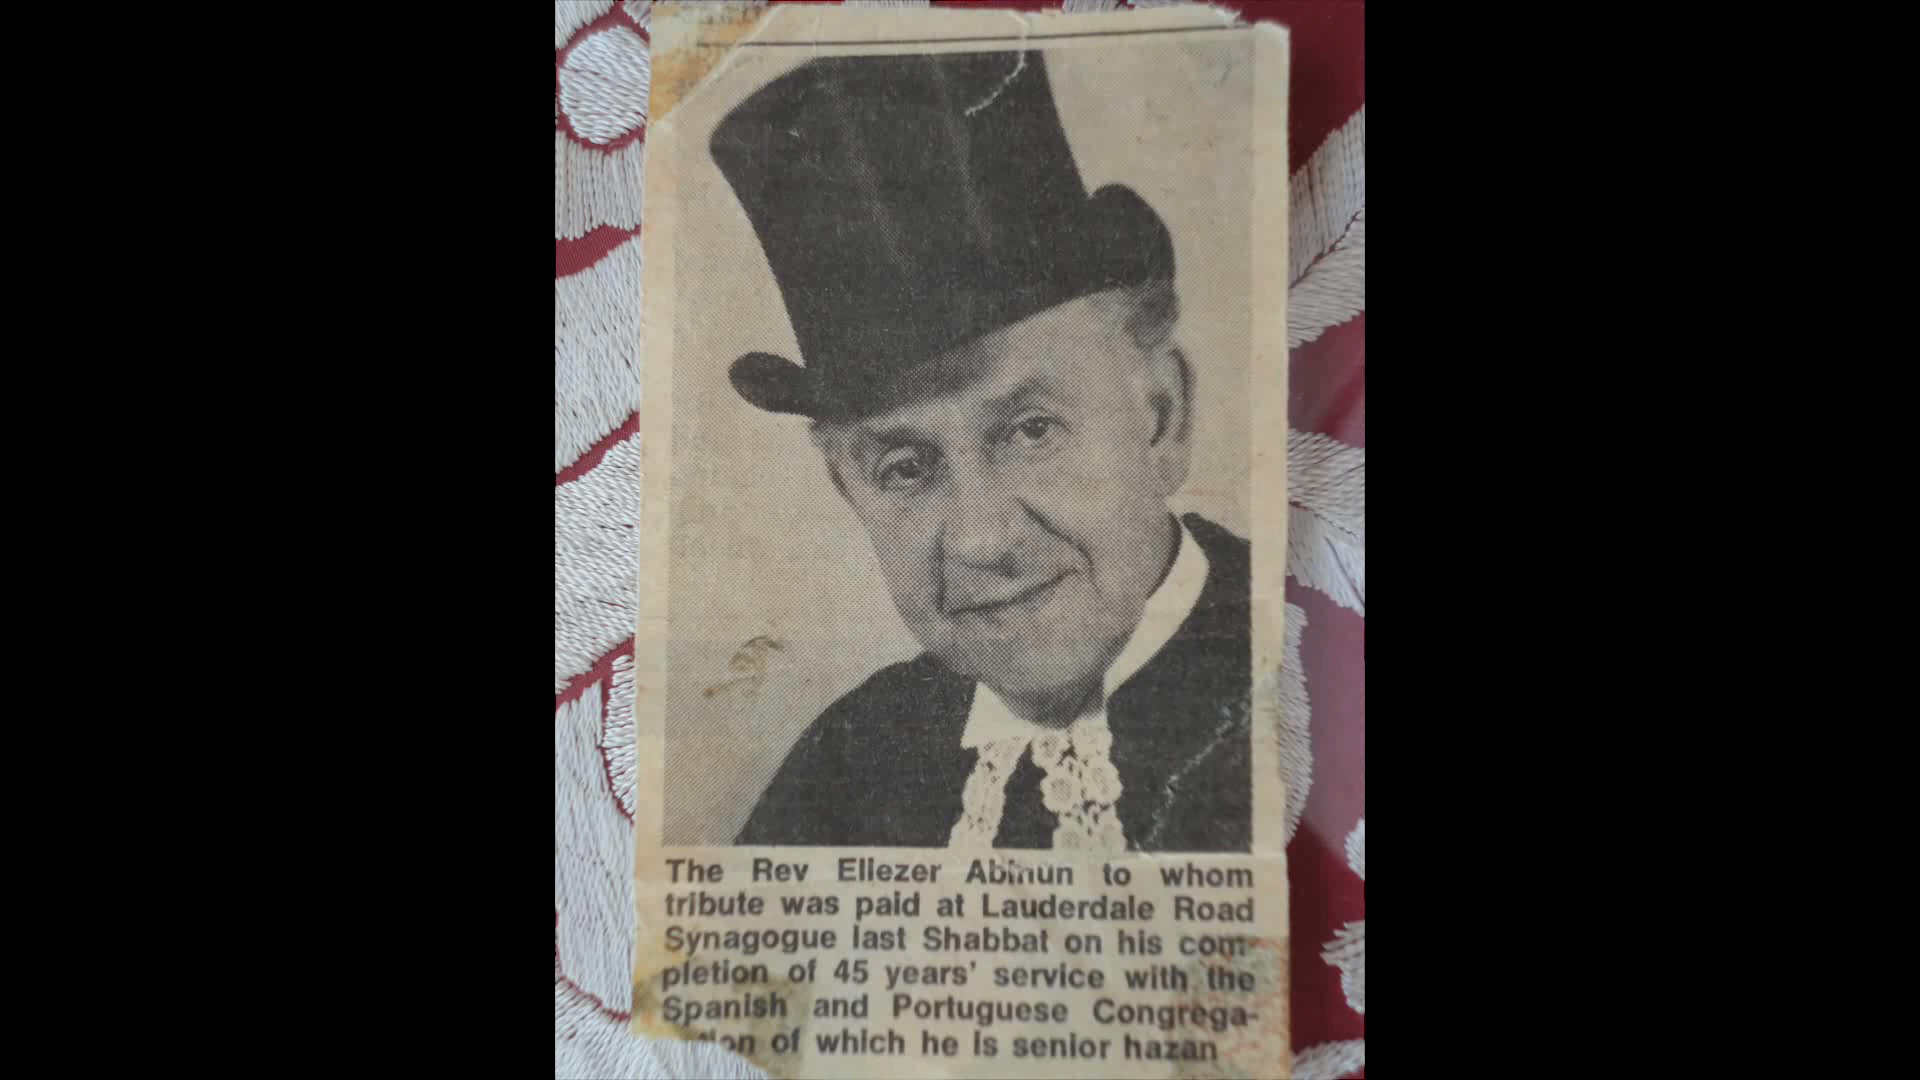 The Rev Eliezer Abinun to whom
tribute was paid at Lauderdale Road
Synagogue last Shabbat on his com-
pletion of 45 years' service with the
Spanish and Portuguese Congrega-
tion of which he is senior hazan